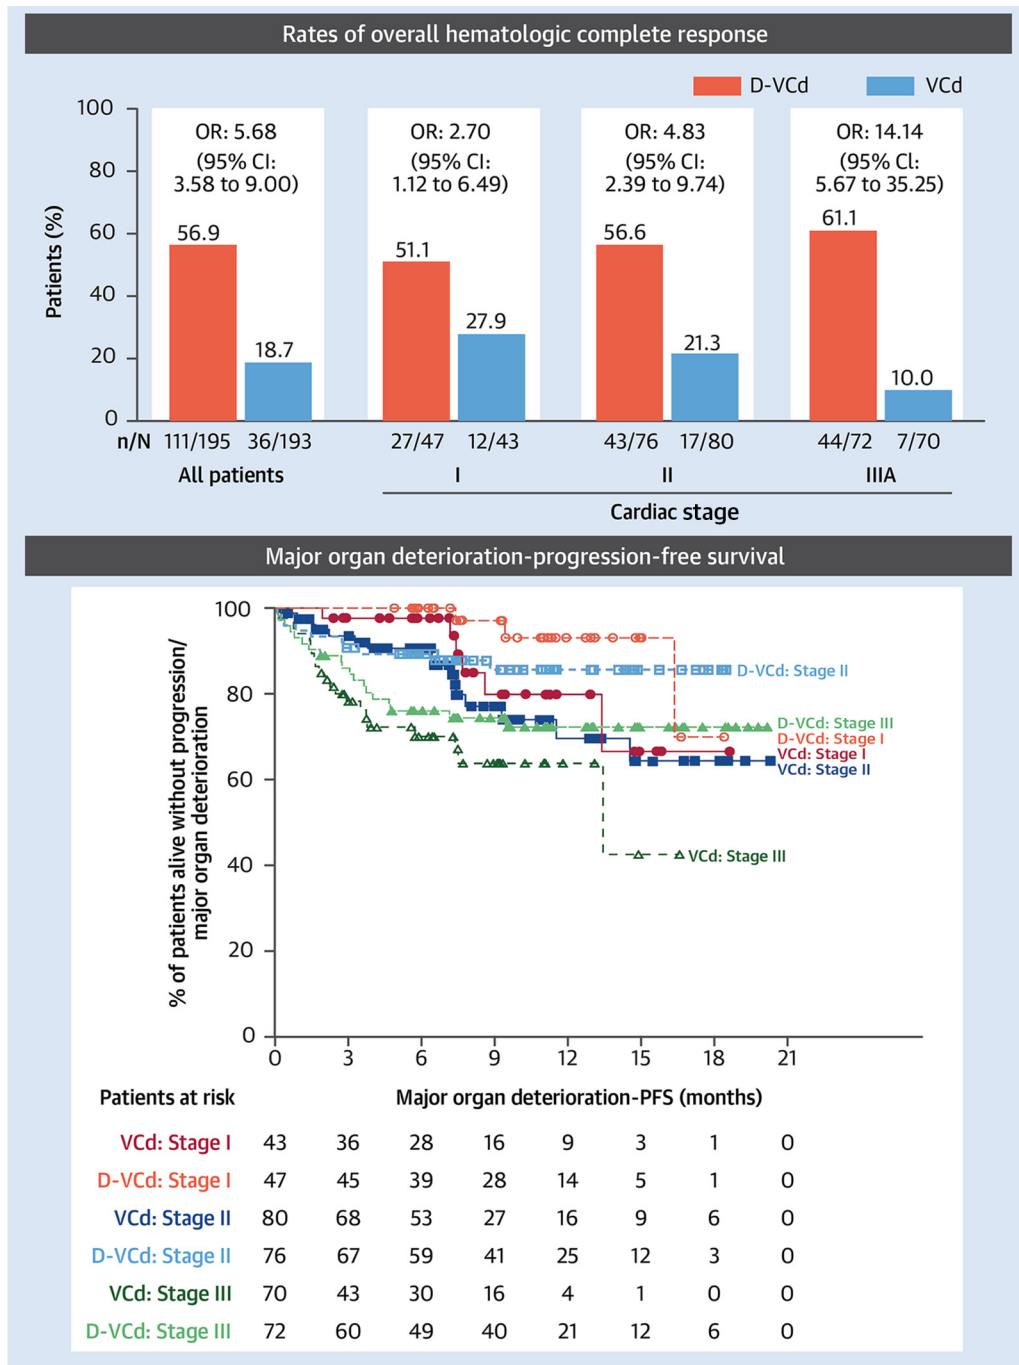 Rates of overall hematologic complete response
D-VCd VCd
Patients (%)
100
80
60
40
20
0
OR: 5.68
(95% CI:
3.58 to 9.00)
OR: 2.70
(95% CI:
1.12 to 6.49)
OR: 4.83
(95% CI:
2.39 to 9.74)
OR: 14.14
(95% CI:
5.67 to 35.25)
56.9
18.7
51.1
27.9
56.6
21.3
61.1
10.0
n/N 111/195 36/193 27/47 12/43 43/76 17/80 44/72 7/70
All patients I II IIIA
Cardiac stage
Major organ deterioration-progression-free survival
% of patients alive without progression/
major organ deterioration
100
80
60
40
20
0
D-VCd: Stage II
D-VCd: Stage III
D-VCd: Stage I
VCd: Stage I
VCd: Stage II
VCd: Stage III
0 3 6 9 12 15 18 21
Patients at risk Major organ deterioration-PFS (months)
VCd: Stage I 43 36 28 16 9 3 1 0
D-VCd: Stage I 47 45 39 28 14 5 1 0
VCd: Stage II 80 68 53 27 16 9 6 0
D-VCd: Stage II 76 67 59 41 25 12 3 0
VCd: Stage III 70 43 30 16 4 1 0 0
D-VCd: Stage III 72 60 49 40 21 12 6 0